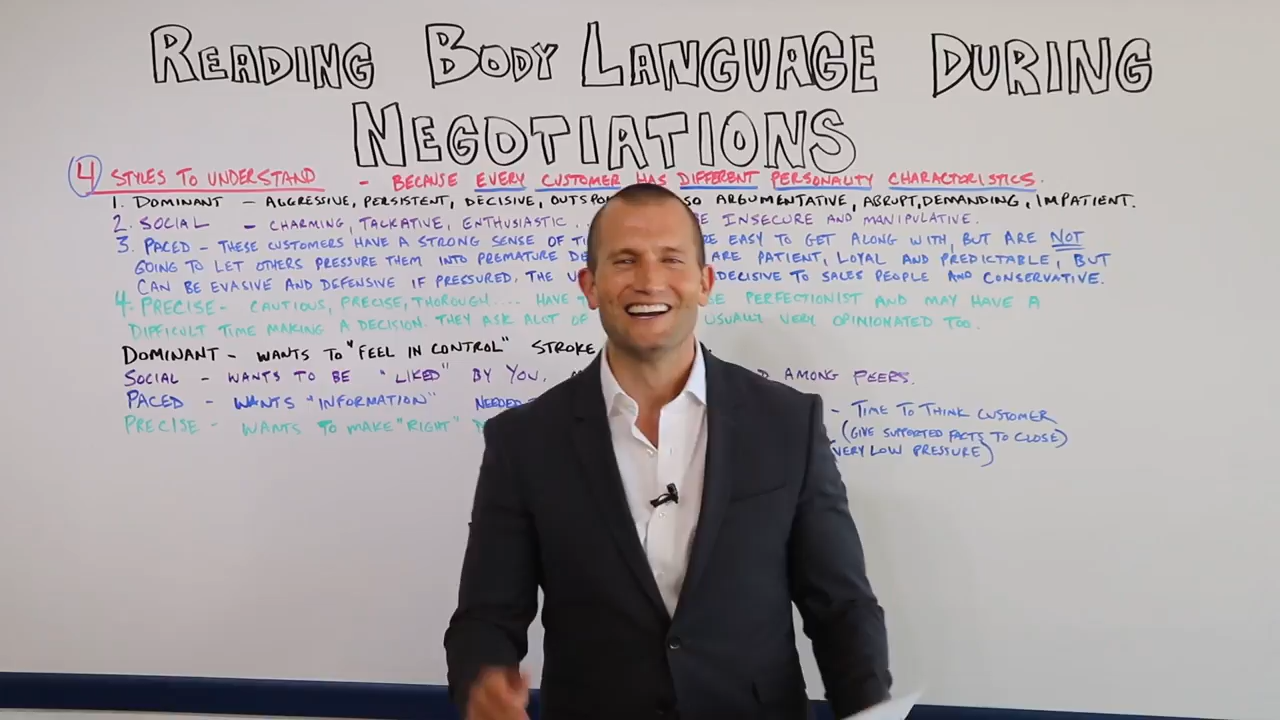 READING BODY LANGUAGE DURING
NEGOTIATIONS
4 STYLES TO UNDERSTAND - BECAUSE EVERY CUSTOMER HAS DIFFERENT PERSONALITY CHARACTERISTICS.
1. DOMINANT - AGGRESSIVE, PERSISTENT, DECISIVE, ARGUMENTATIVE, ABRUPT, DEMANDING, IMPATIENT.
2. SOCIAL - CHARMING, TALKATIVE, ENTHUSIASTIC... INSECURE AND MANIPULATIVE.
3. PACED - THESE CUSTOMERS HAVE A STRONG SENSE OF EASY TO GET ALONG WITH, BUT ARE NOT
GOING TO LET OTHERS PRESSURE THEM INTO PREMATURE ARE PATIENT, LOYAL AND PREDICTABLE, BUT
CAN BE EVASIVE AND DEFENSIVE IF PRESSURED. DECISIVE TO SALES PEOPLE AND CONSERVATIVE.
4- PRECISE - CAUTIOUS, PRECISE, THOROUGH.... HAVE PERFECTIONIST AND MAY HAVE A
DIFFICULT TIME MAKING A DECISION. THEY ASK ALOT OF USUALLY VERY OPINIONATED TOO.
DOMINANT - WANTS TO "FEEL IN CONTROL" STROKE
SOCIAL - WANTS TO BE "LIKED" BY YOU, AMONG PEERS.
PACED - WANTS "INFORMATION" NEEDED - TIME TO THINK CUSTOMER
PRECISE - WANTS TO MAKE "RIGHT" (GIVE SUPPORTED FACTS TO CLOSE)
VERY LOW PRESSURE)